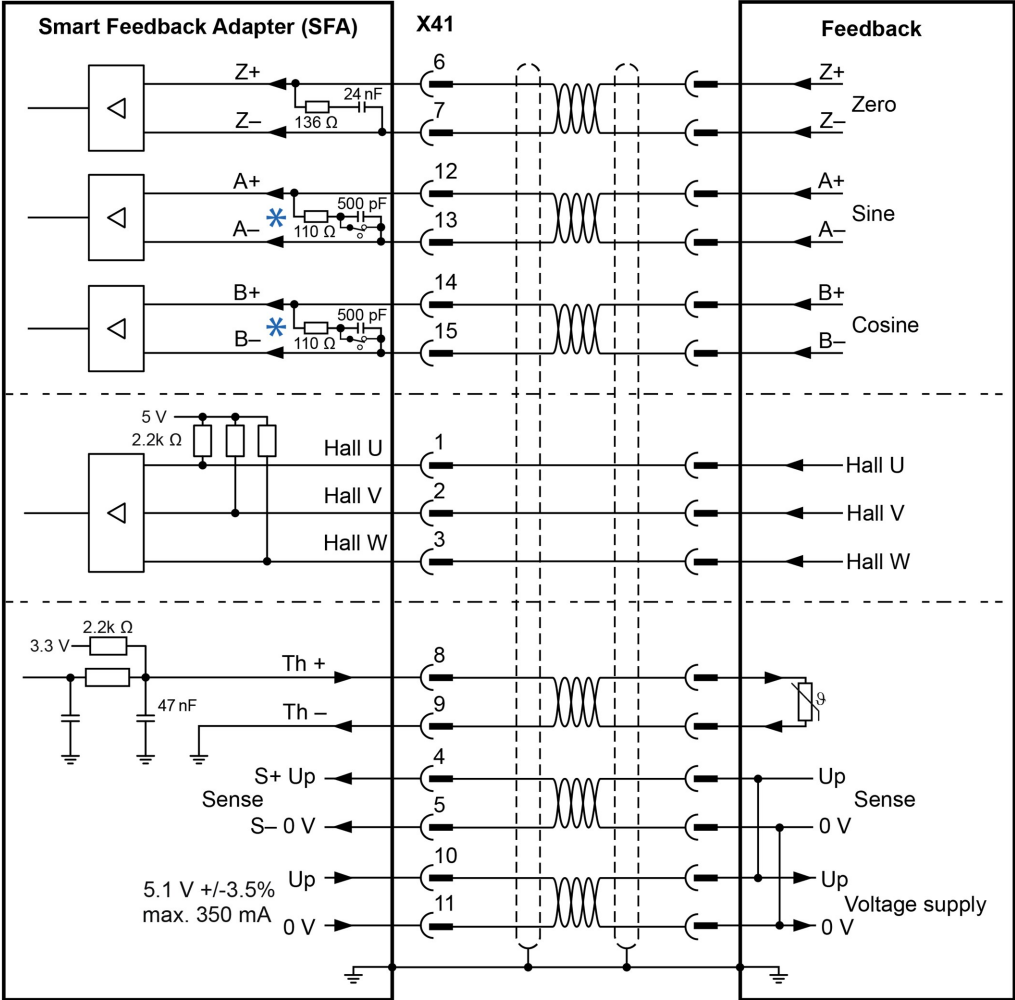 Smart Feedback Adapter (SFA)
X41
Feedback
Z+
6
Z+
24 nF
Zero
136 Ω
7
Z–
Z–
A+
12
A+
500 pF
Sine
*
110 Ω
13
A–
A–
B+
14
B+
500 pF
Cosine
*
110 Ω
15
B–
B–
5 V
2.2k Ω
Hall U
1
Hall U
Hall V
2
Hall V
Hall W
3
Hall W
2.2k Ω
3.3 V
Th +
8
47 nF
Th –
9
ϑ
S+ Up
4
Up
Sense
Sense
S– 0 V
5
0 V
5.1 V +/-3.5%
max. 350 mA
Up
10
Up
Voltage supply
0 V
11
0 V